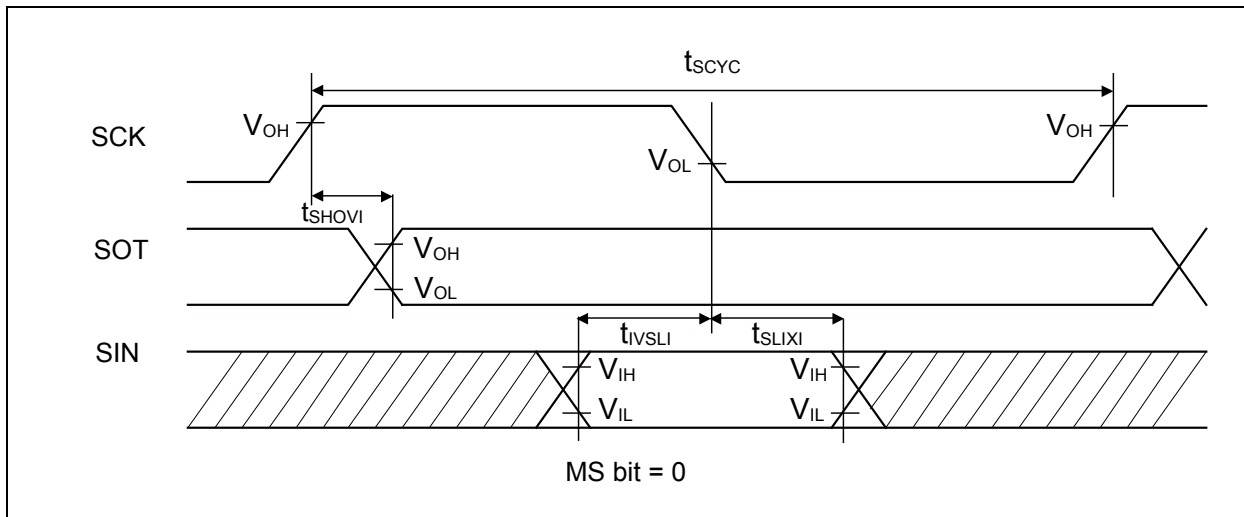 tSCYC
SCK
VOH
VOL
VOH
tSHOVI
SOT
VOH
VOL
SIN
tIVSLI
tSLIXI
VIH
VIL
VIH
VIL
MS bit = 0